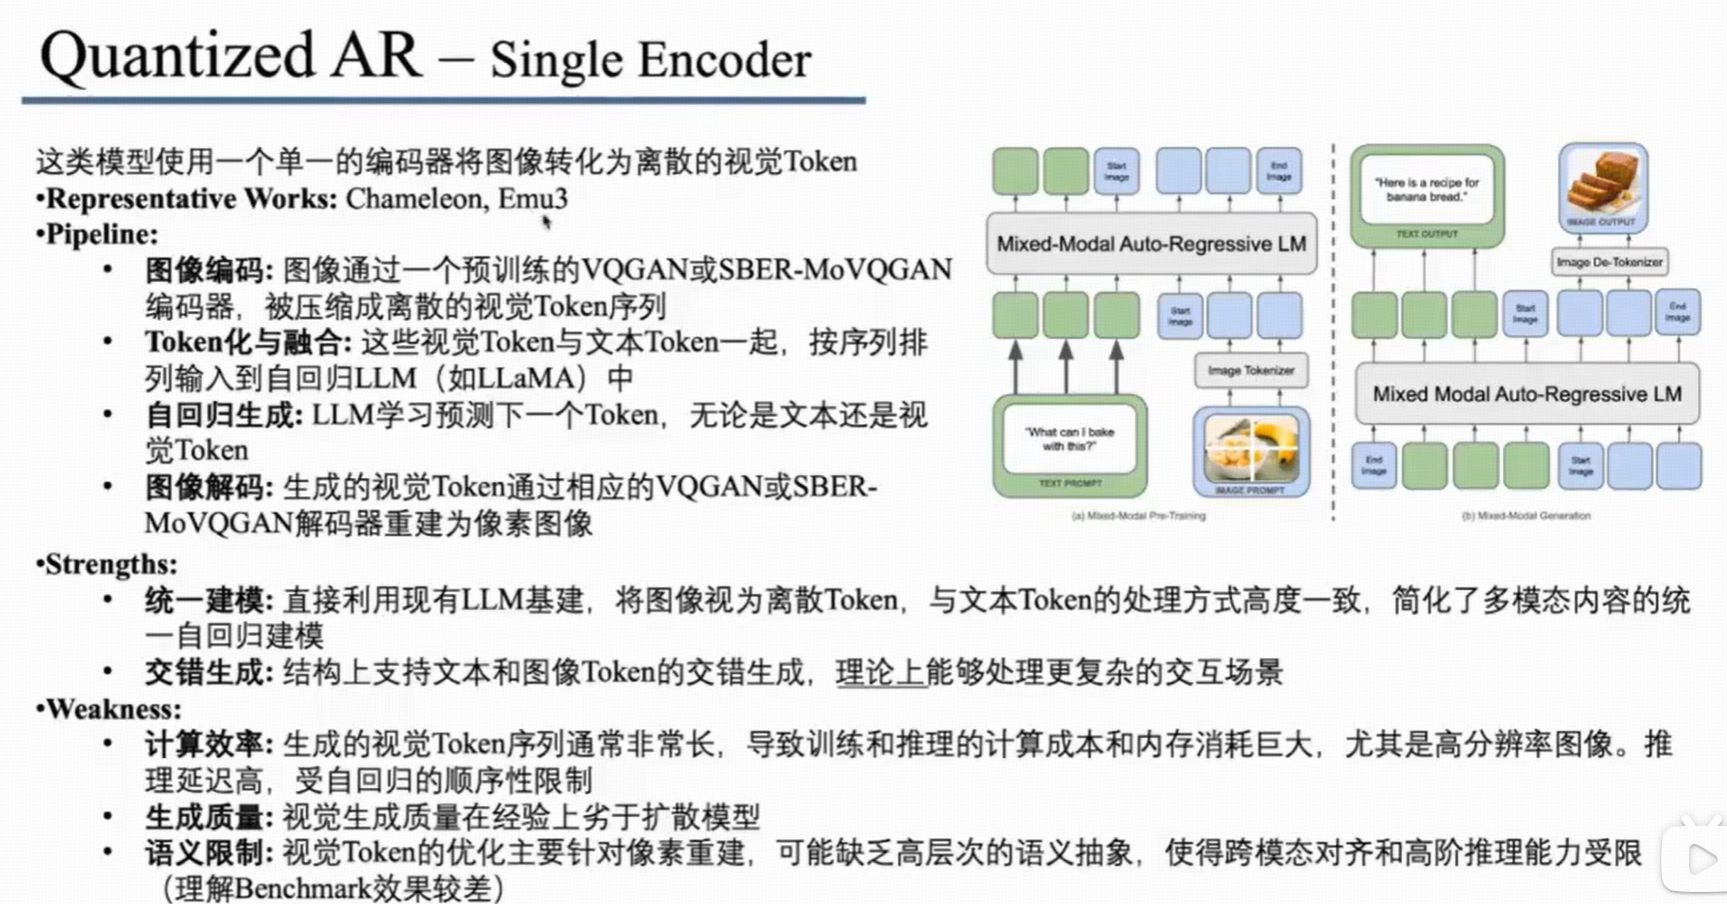 Quantized AR – Single Encoder
这类模型使用一个单一的编码器将图像转化为离散的视觉Token
•Representative Works: Chameleon, Emu3
•Pipeline:
• 图像编码: 图像通过一个预训练的VQGAN或SBER-MoVQGAN
编码器，被压缩成离散的视觉Token序列
• Token化与融合: 这些视觉Token与文本Token一起，按序列排
列输入到自回归LLM（如LLaMA）中
• 自回归生成: LLM学习预测下一个Token，无论是文本还是视
觉Token
• 图像解码: 生成的视觉Token通过相应的VQGAN或SBER-
MoVQGAN解码器重建为像素图像
Start
Image
End
Image
Mixed-Modal Auto-Regressive LM
Start
Image
Image Tokenizer
"What can I bake
with this?"
TEXT PROMPT
IMAGE PROMPT
(a) Mixed-Modal Pre-Training
"Here is a recipe for
banana bread."
TEXT OUTPUT
IMAGE OUTPUT
Image De-Tokenizer
Start
Image
End
Image
Mixed Modal Auto-Regressive LM
End
Image
Start
Image
(b) Mixed-Modal Generation
•Strengths:
• 统一建模: 直接利用现有LLM基建，将图像视为离散Token，与文本Token的处理方式高度一致，简化了多模态内容的统
一自回归建模
• 交错生成: 结构上支持文本和图像Token的交错生成，理论上能够处理更复杂的交互场景
•Weakness:
• 计算效率: 生成的视觉Token序列通常非常长，导致训练和推理的计算成本和内存消耗巨大，尤其是高分辨率图像。推
理延迟高，受自回归的顺序性限制
• 生成质量: 视觉生成质量在经验上劣于扩散模型
• 语义限制: 视觉Token的优化主要针对像素重建，可能缺乏高层次的语义抽象，使得跨模态对齐和高阶推理能力受限
（理解Benchmark效果较差）